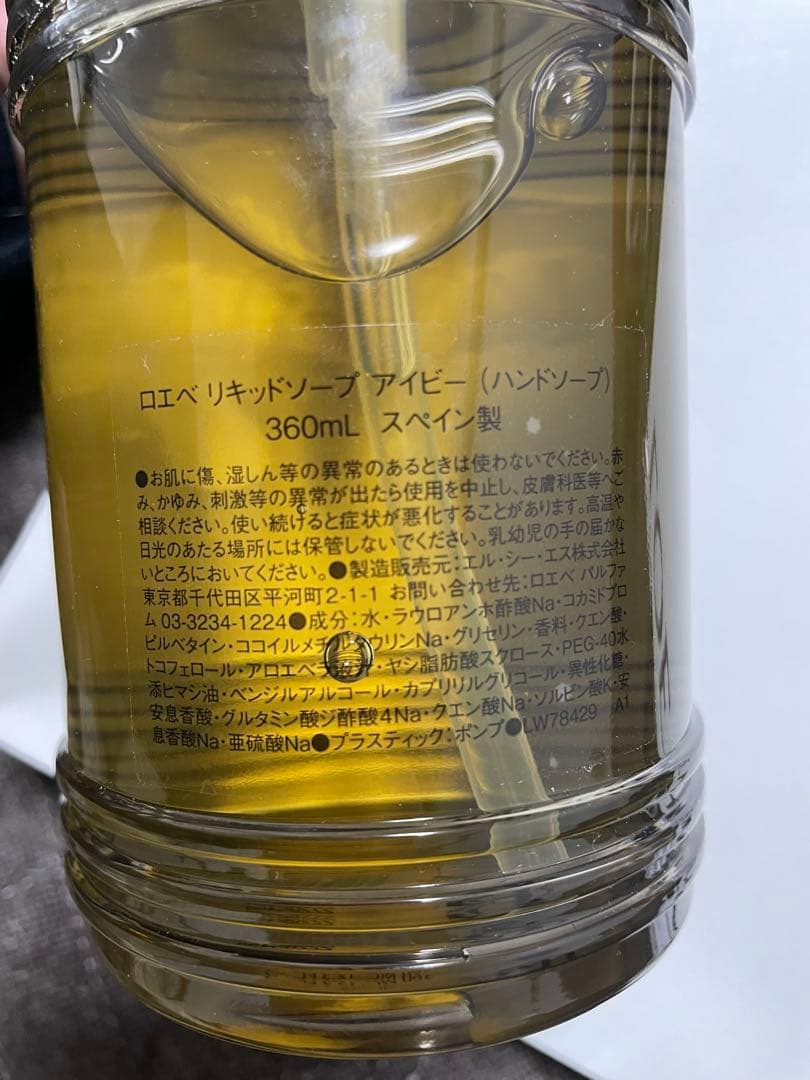 ロエベ リキッドソープ アイビー（ハンドソープ）
360mL スペイン製
●お肌に傷、湿しん等の異常のあるときは使わないでください。赤
み、かゆみ、刺激等の異常が出たら使用を中止し、皮膚科医等へご
相談ください。使い続けると症状が悪化することがあります。高温や
日光のあたる場所には保管しないでください。乳幼児の手の届かな
いところにおいてください。●製造販売元：エル・シー・エス株式会社
東京都千代田区平河町2-1-1 お問い合わせ先：ロエベ パルファ
ム 03-3234-1224●成分：水・ラウロアンホ酢酸Na・コカミドプロ
ピルベタイン・ココイルメチルタウリンNa・グリセリン・香料・クエン酸・
トコフェロール・アロエベラ液汁・ヤシ脂肪酸スクロース・PEG-40水
添ヒマシ油・ベンジルアルコール・カプリリルグリコール・異性化糖・
安息香酸・グルタミン酸ジ酢酸4Na・クエン酸Na・ソルビン酸K・安
息香酸Na・亜硫酸Na●プラスティック：ポンプ●LW78429 A1